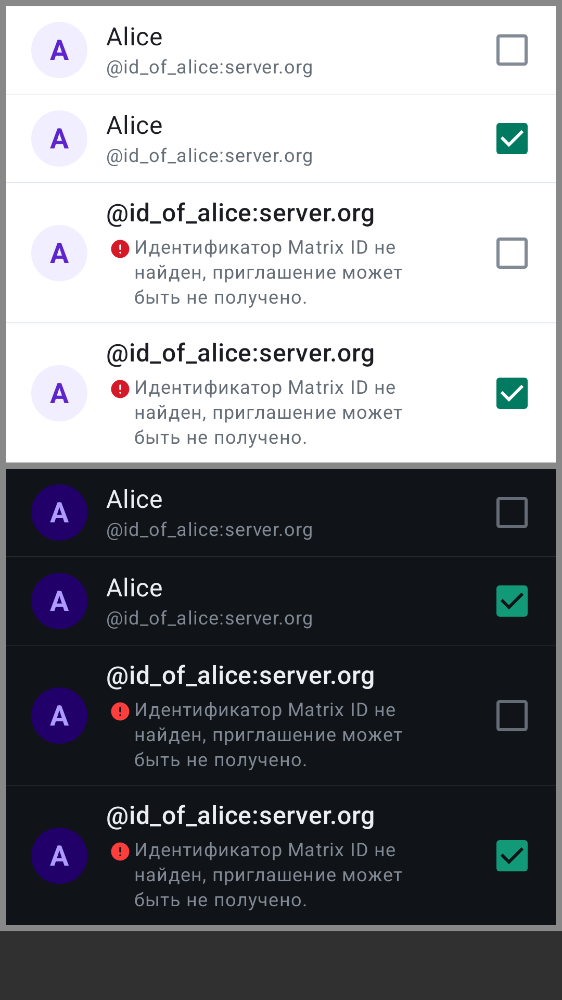 A
Alice
@id_of_alice:server.org
A
Alice
@id_of_alice:server.org
A
@id_of_alice:server.org
Идентификатор Matrix ID не
найден, приглашение может
быть не получено.
A
@id_of_alice:server.org
Идентификатор Matrix ID не
найден, приглашение может
быть не получено.
A
Alice
@id_of_alice:server.org
A
Alice
@id_of_alice:server.org
A
@id_of_alice:server.org
Идентификатор Matrix ID не
найден, приглашение может
быть не получено.
A
@id_of_alice:server.org
Идентификатор Matrix ID не
найден, приглашение может
быть не получено.